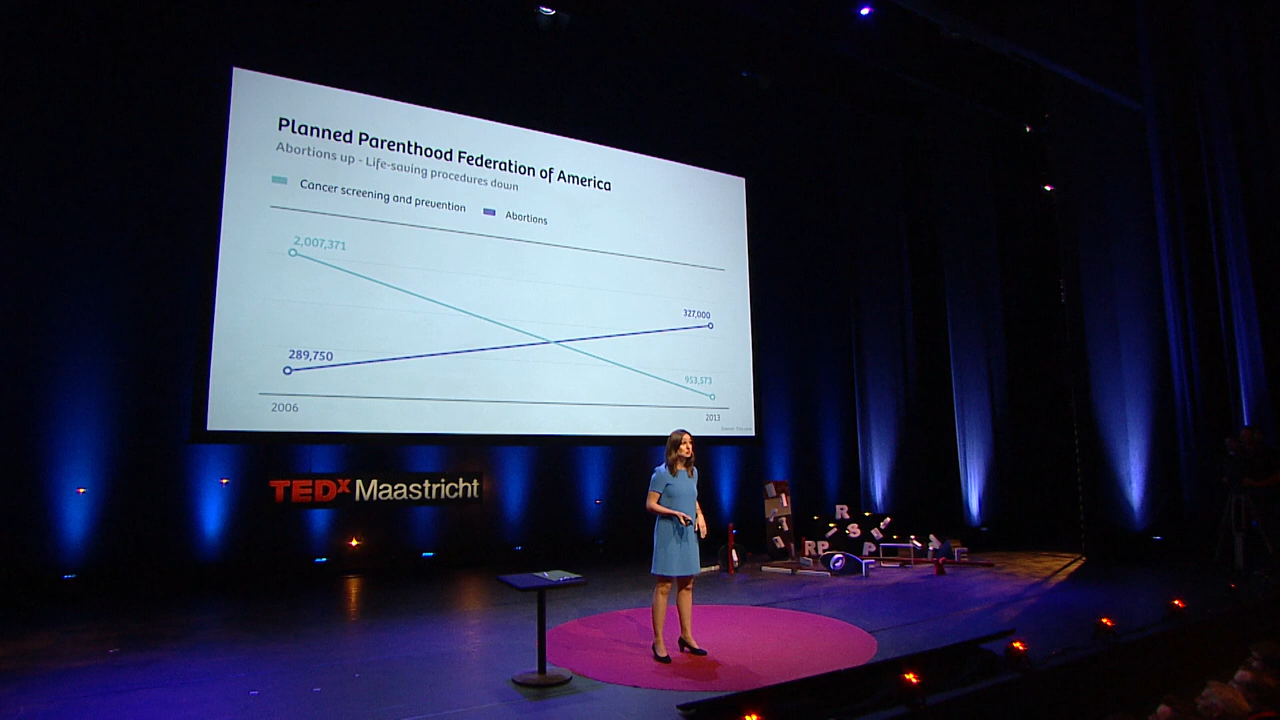 Planned Parenthood Federation of America
Abortions up - Life-saving procedures down
Cancer screening and prevention
Abortions
2,007,371
327,000
289,750
953,573
2006
2013
TEDx Maastricht
R
S
RP
P